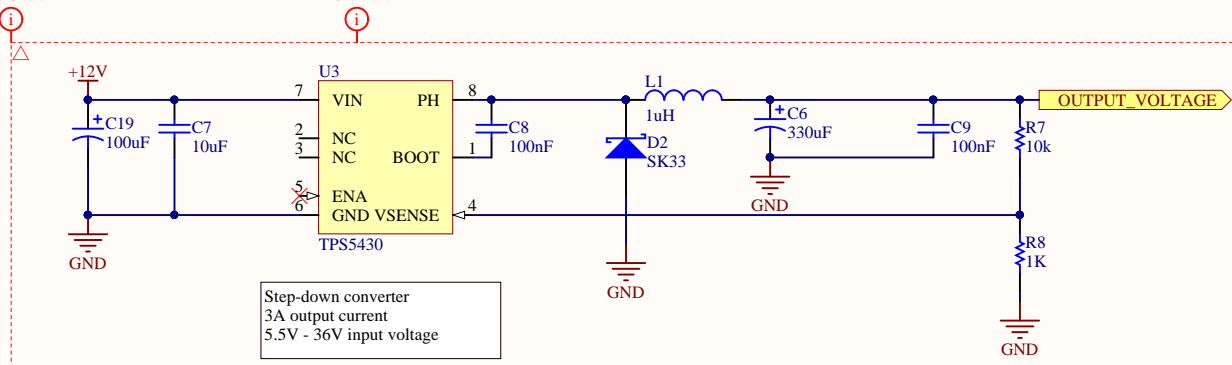 i
i
+12V
C19
100uF
C7
10uF
U3
7
VIN
PH
8
2
NC
3
NC
BOOT
1
5
ENA
6
GND VSENSE
4
TPS5430
GND
C8
100nF
D2
SK33
GND
L1
1uH
C6
330uF
GND
C9
100nF
OUTPUT_VOLTAGE
R7
10k
R8
1K
GND
Step-down converter
3A output current
5.5V - 36V input voltage